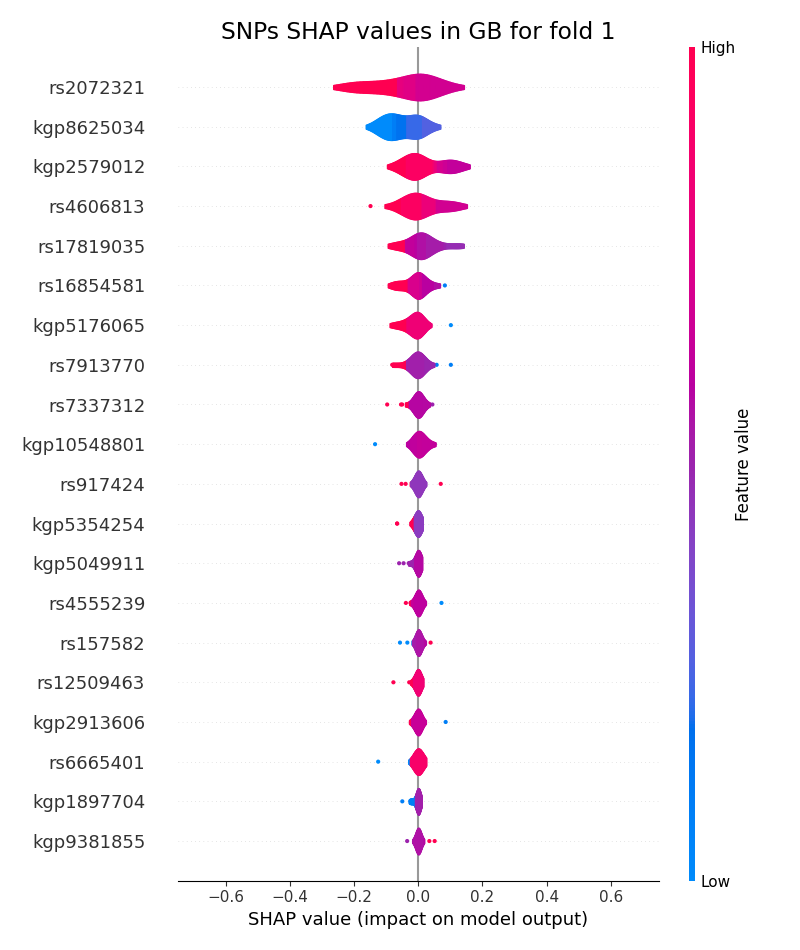 SNPs SHAP values in GB for fold 1
High
rs2072321
kgp8625034
kgp2579012
rs4606813
rs17819035
rs16854581
kgp5176065
rs7913770
rs7337312
kgp10548801
rs917424
kgp5354254
kgp5049911
rs4555239
rs157582
rs12509463
kgp2913606
rs6665401
kgp1897704
kgp9381855
Feature value
Low
−0.6 −0.4 −0.2 0.0 0.2 0.4 0.6
SHAP value (impact on model output)